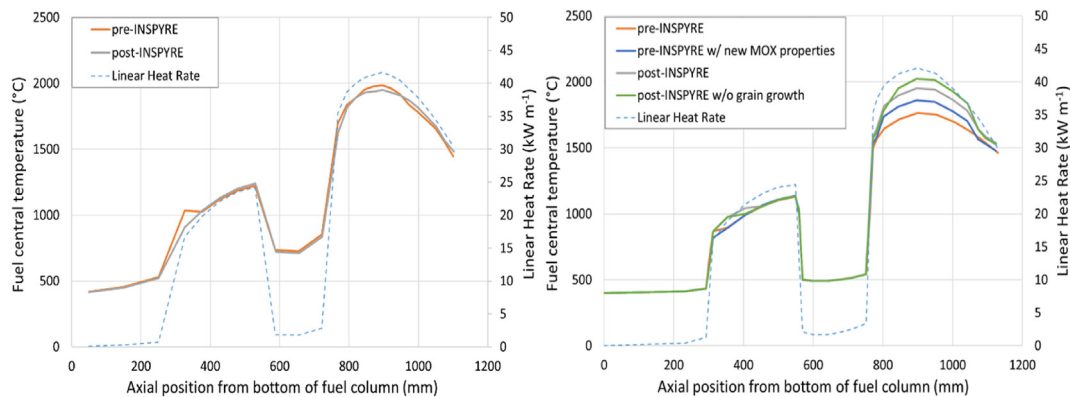 2500
2000
1500
1000
500
0
Fuel central temperature (°C)
pre-INSPYRE
post-INSPYRE
Linear Heat Rate
50
45
40
35
30
25
20
15
10
5
0
Linear Heat Rate (kW m⁻¹)
0 200 400 600 800 1000 1200
Axial position from bottom of fuel column (mm)
2500
2000
1500
1000
500
0
Fuel central temperature (°C)
pre-INSPYRE
pre-INSPYRE w/ new MOX properties
post-INSPYRE
post-INSPYRE w/o grain growth
Linear Heat Rate
50
45
40
35
30
25
20
15
10
5
0
Linear Heat Rate (kW m⁻¹)
0 200 400 600 800 1000 1200
Axial position from bottom of fuel column (mm)